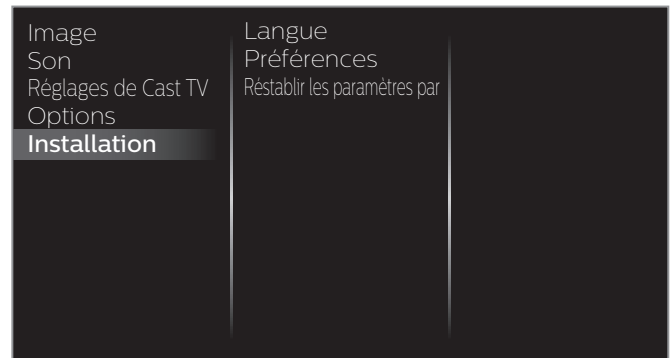 Image
Son
Réglages de Cast TV
Options
Installation
Langue
Préférences
Réstablir les paramètres par